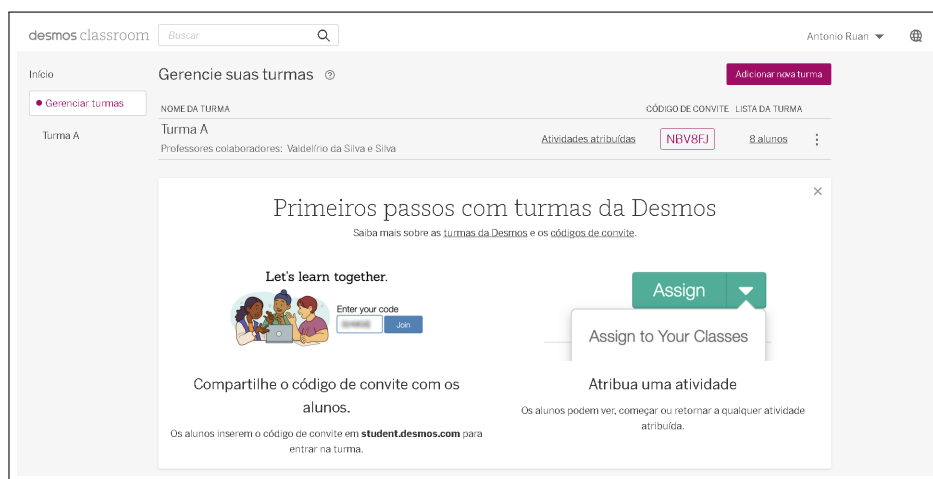 desmos classroom Buscar Antonio Ruan
Início
Gerenciar turmas
Turma A
Gerencie suas turmas
Adicionar nova turma
NOME DA TURMA CÓDIGO DE CONVITE LISTA DA TURMA
Turma A
Professores colaboradores: Valdelfrio da Silva e Silva
Atividades atribuídas NBV8FJ 8 alunos
Primeiros passos com turmas da Desmos
Saiba mais sobre as turmas da Desmos e os códigos de convite.
Let's learn together.
Enter your code
Join
Compartilhe o código de convite com os
alunos.
Os alunos inserem o código de convite em student.desmos.com para
entrar na turma.
Assign
Assign to Your Classes
Atribua uma atividade
Os alunos podem ver, começar ou retornar a qualquer atividade
atribuída.